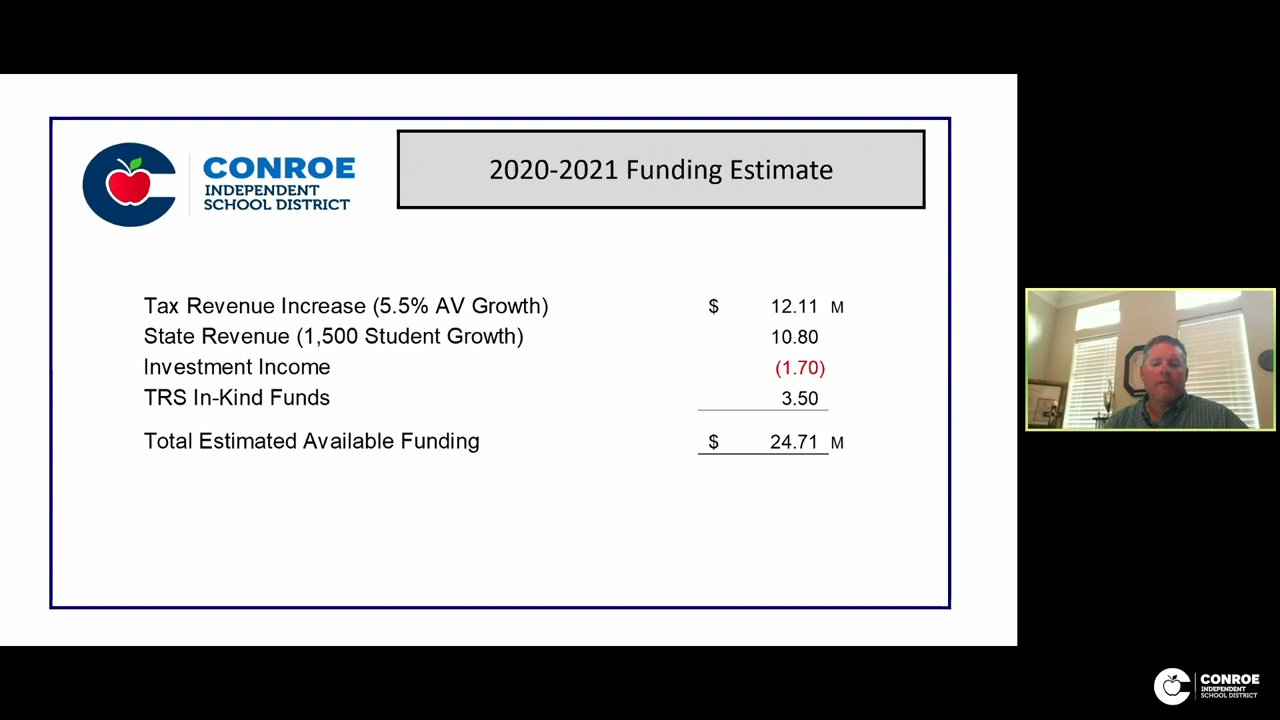 CONROE
INDEPENDENT
SCHOOL DISTRICT
2020-2021 Funding Estimate
Tax Revenue Increase (5.5% AV Growth) $ 12.11 M
State Revenue (1,500 Student Growth) 10.80
Investment Income (1.70)
TRS In-Kind Funds 3.50
Total Estimated Available Funding $ 24.71 M
CONROE
INDEPENDENT
SCHOOL DISTRICT